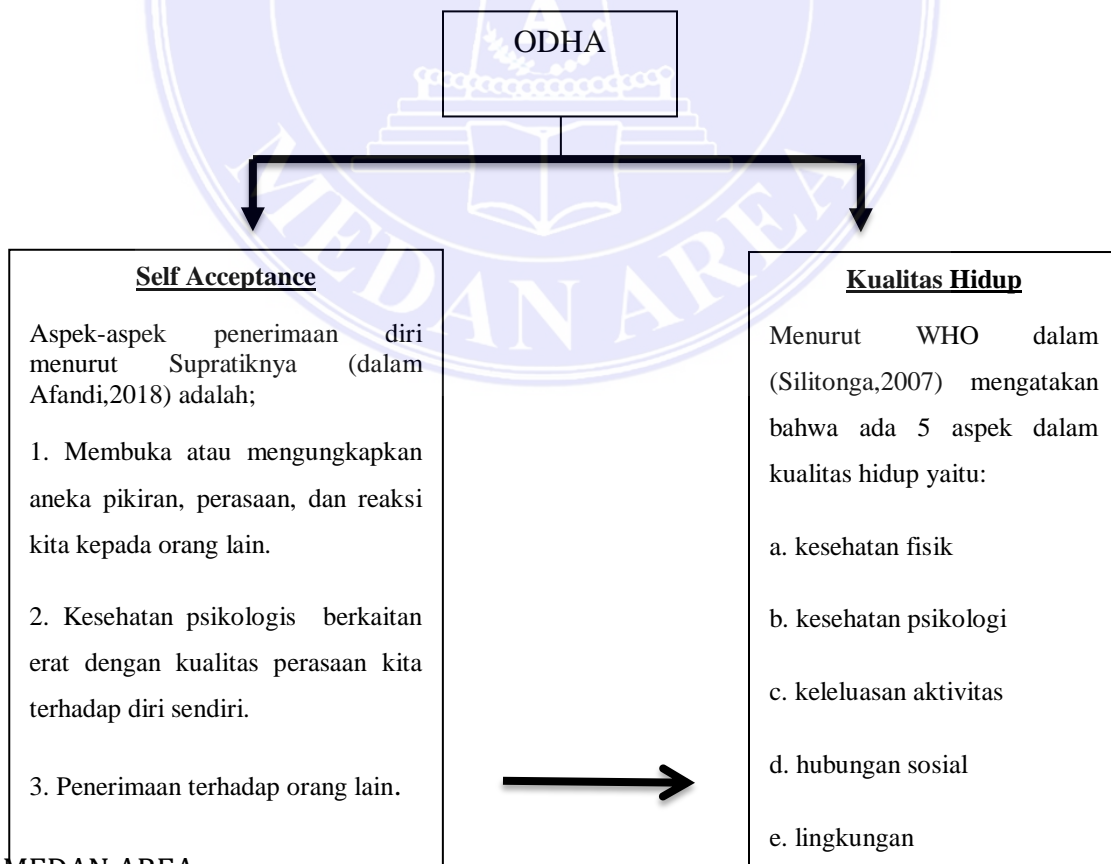 ODHA
Self Acceptance
Aspek-aspek penerimaan diri
menurut Supratiknya (dalam
Afandi,2018) adalah;
1. Membuka atau mengungkapkan
aneka pikiran, perasaan, dan reaksi
kita kepada orang lain.
2. Kesehatan psikologis berkaitan
erat dengan kualitas perasaan kita
terhadap diri sendiri.
3. Penerimaan terhadap orang lain.
Kualitas Hidup
Menurut WHO dalam
(Silitonga,2007) mengatakan
bahwa ada 5 aspek dalam
kualitas hidup yaitu:
a. kesehatan fisik
b. kesehatan psikologi
c. keleluasan aktivitas
d. hubungan sosial
e. lingkungan
MEDAN AREA
MEDAN AREA